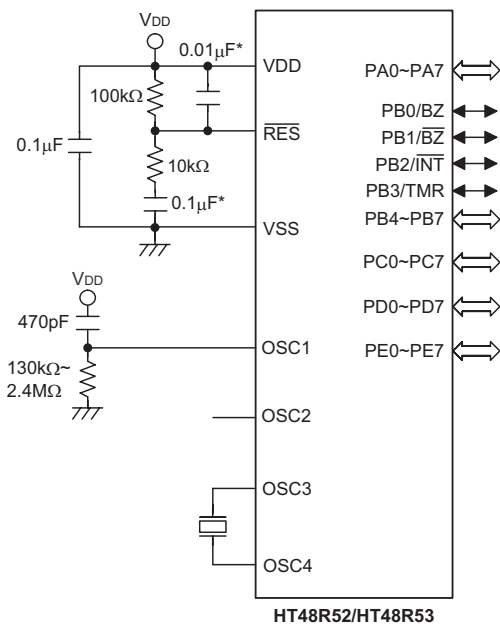 VDD
0.01μF*
VDD
100kΩ
RES
0.1μF
10kΩ
0.1μF*
VSS
VDD
470pF
OSC1
130kΩ~
2.4MΩ
OSC2
OSC3
OSC4
PA0~PA7
PB0/BZ
PB1/BZ
PB2/INT
PB3/TMR
PB4~PB7
PC0~PC7
PD0~PD7
PE0~PE7
HT48R52/HT48R53